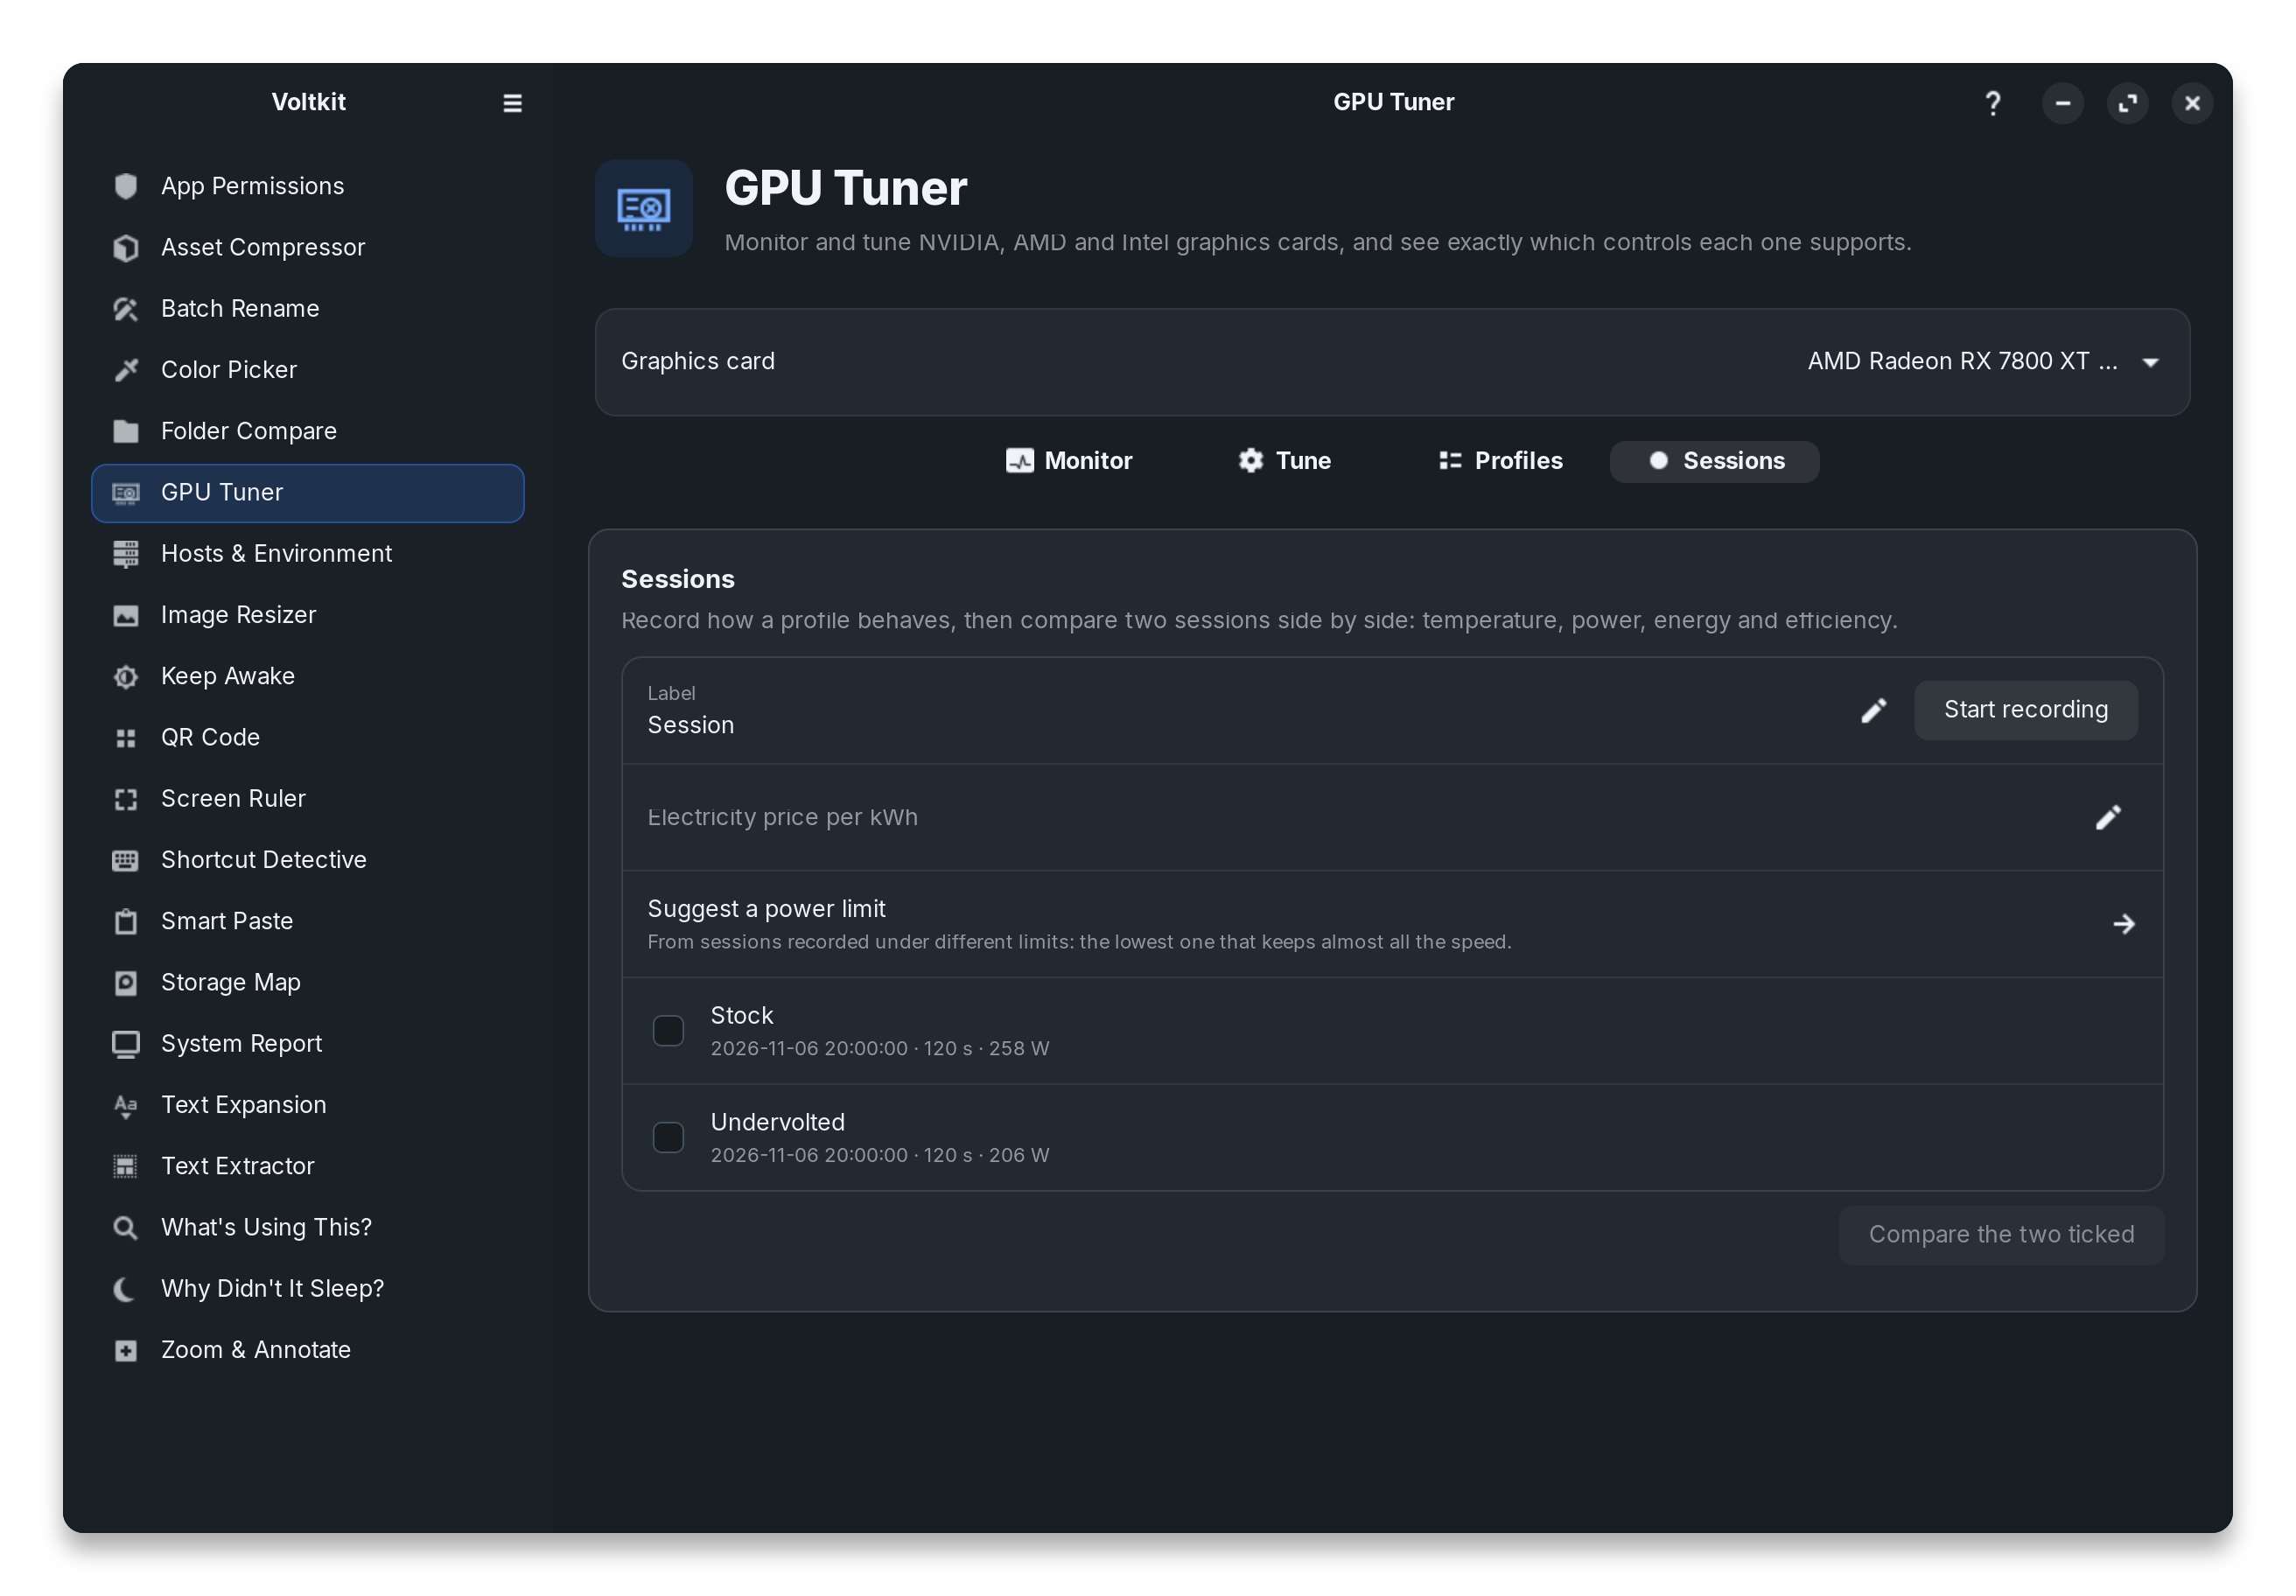 Voltkit
GPU Tuner
?
App Permissions
Asset Compressor
Batch Rename
Color Picker
Folder Compare
GPU Tuner
Hosts & Environment
Image Resizer
Keep Awake
QR Code
Screen Ruler
Shortcut Detective
Smart Paste
Storage Map
System Report
Text Expansion
Text Extractor
What's Using This?
Why Didn't It Sleep?
Zoom & Annotate
GPU Tuner
Monitor and tune NVIDIA, AMD and Intel graphics cards, and see exactly which controls each one supports.
Graphics card
AMD Radeon RX 7800 XT ...
Monitor
Tune
Profiles
Sessions
Sessions
Record how a profile behaves, then compare two sessions side by side: temperature, power, energy and efficiency.
Label
Session
Start recording
Electricity price per kWh
Suggest a power limit
From sessions recorded under different limits: the lowest one that keeps almost all the speed.
Stock
2026-11-06 20:00:00 · 120 s · 258 W
Undervolted
2026-11-06 20:00:00 · 120 s · 206 W
Compare the two ticked